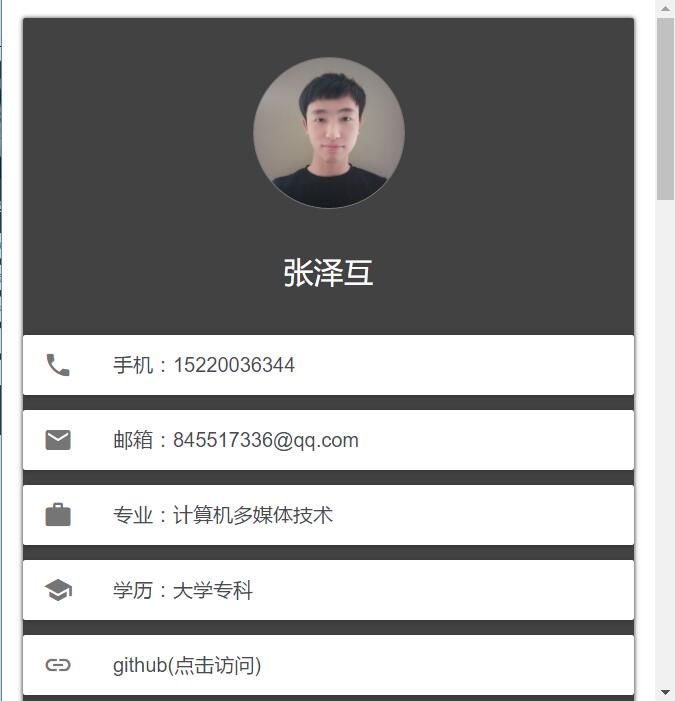 张泽互
手机：15220036344
邮箱：845517336@qq.com
专业：计算机多媒体技术
学历：大学专科
github(点击访问)